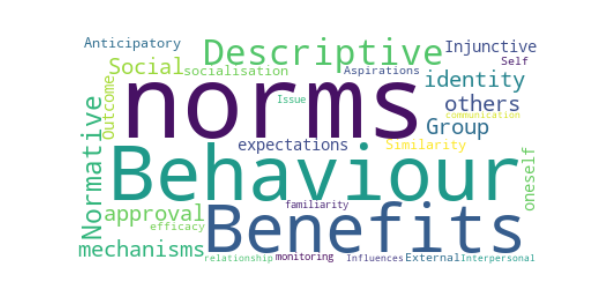 Anticipatory
Descriptive
Injunctive
Social
socialisation
Aspirations
Self
identity
Outcome
norms
Issue
others
communication
Normative
Group
expectations
Similarity
Behaviour
oneself
approval
familiarity
Benefits
efficacy
mechanisms
relationship
monitoring
Influences
External
Interpersonal